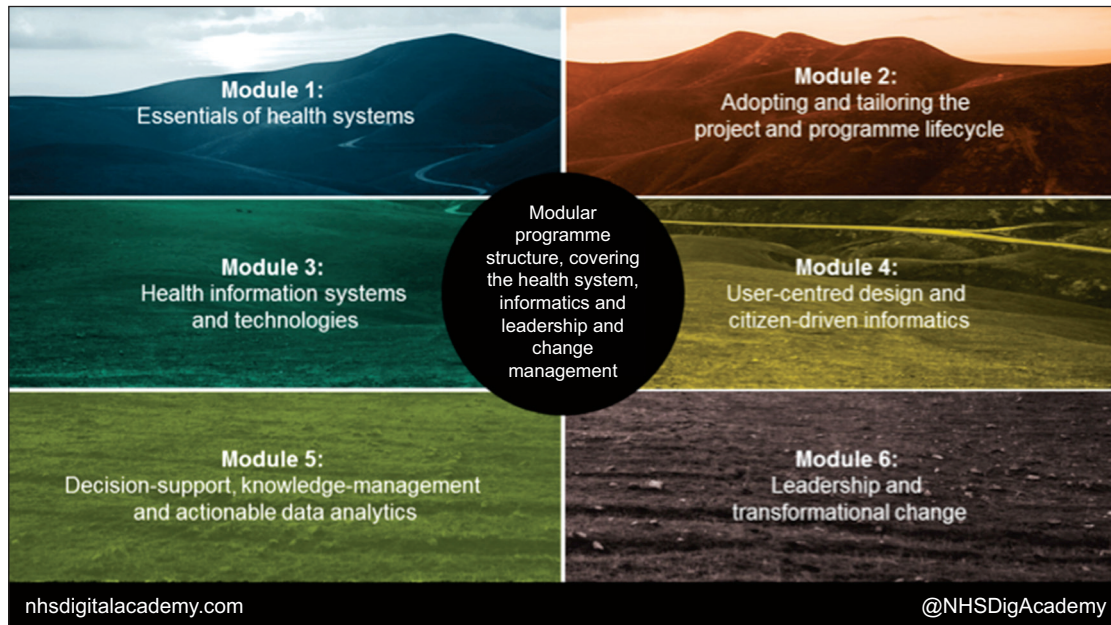 Module 1:
Essentials of health systems
Module 2:
Adopting and tailoring the
project and programme lifecycle
Module 3:
Health information systems
and technologies
Modular
programme
structure, covering
the health system,
informatics and
leadership and
change
management
Module 4:
User-centred design and
citizen-driven informatics
Module 5:
Decision-support, knowledge-management
and actionable data analytics
Module 6:
Leadership and
transformational change
nhsdigitalacademy.com
@NHSDigAcademy